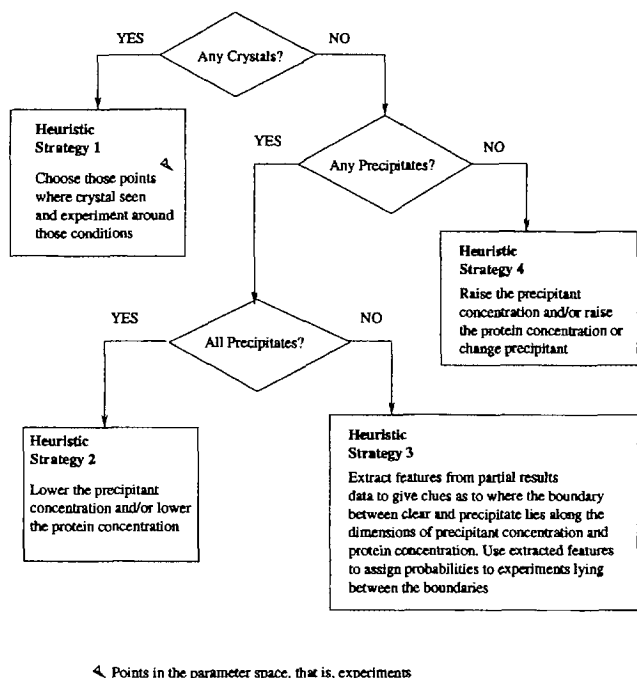 YES
NO
Any Crystals?
Heuristic
Strategy 1
Choose those points
where crystal seen
and experiment around
those conditions
YES
NO
Any Precipitates?
Heuristic
Strategy 4
Raise the precipitant
concentration and/or raise
the protein concentration or
change precipitant
YES
NO
All Precipitates?
Heuristic
Strategy 2
Lower the precipitant
concentration and/or lower
the protein concentration
Heuristic
Strategy 3
Extract features from partial results
data to give clues as to where the boundary
between clear and precipitate lies along the
dimensions of precipitant concentration and
protein concentration. Use extracted features
to assign probabilities to experiments lying
between the boundaries
Points in the parameter space, that is, experiments